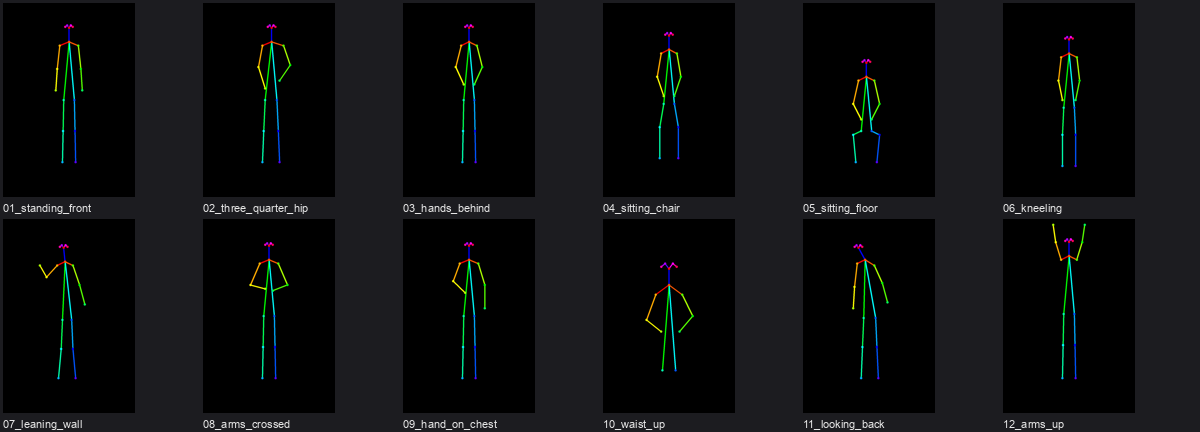 01_standing_front
02_three_quarter_hip
03_hands_behind
04_sitting_chair
05_sitting_floor
06_kneeling
07_leaning_wall
08_arms_crossed
09_hand_on_chest
10_waist_up
11_looking_back
12_arms_up